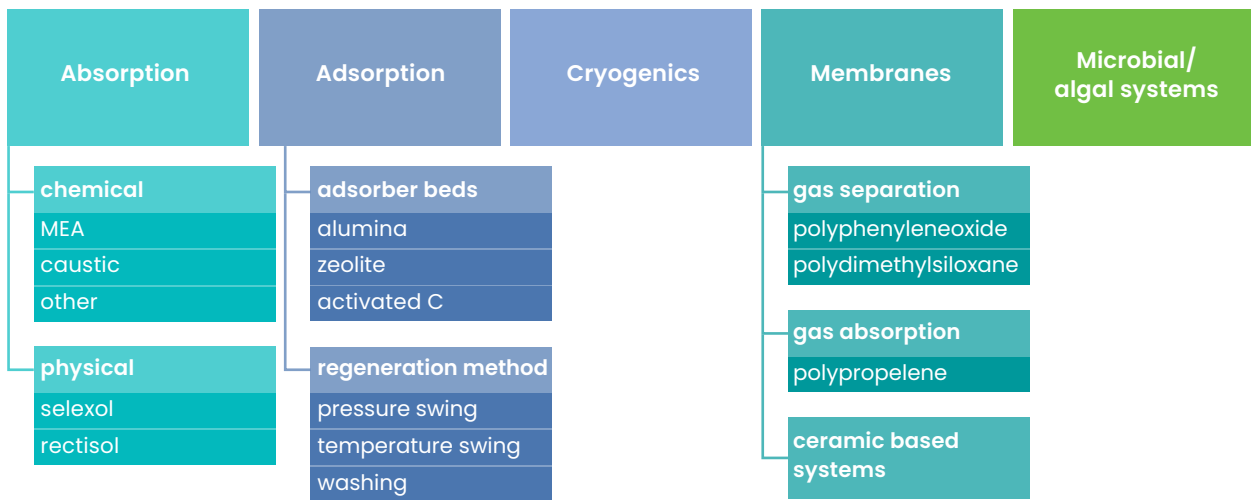 Absorption
Adsorption
Cryogenics
Membranes
Microbial/
algal systems
chemical
MEA
caustic
other
physical
selexol
rectisol
adsorber beds
alumina
zeolite
activated C
regeneration method
pressure swing
temperature swing
washing
gas separation
polyphenyleneoxide
polydimethylsiloxane
gas absorption
polypropelene
ceramic based
systems